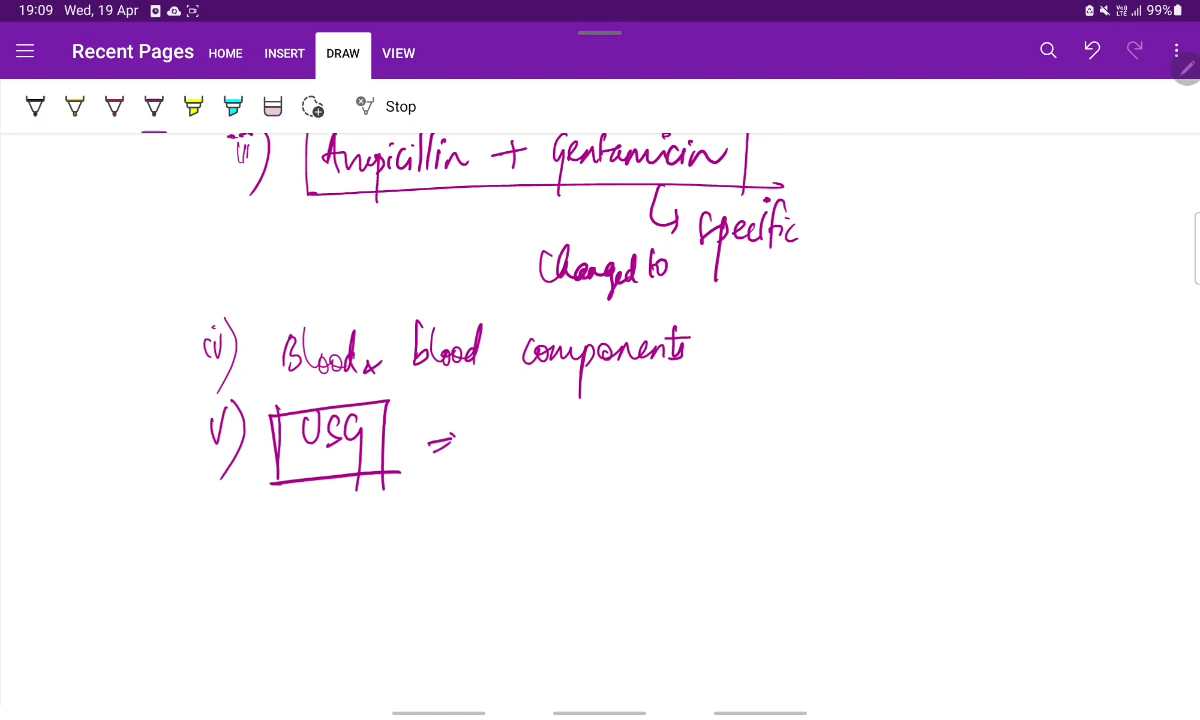 19:09 Wed, 19 Apr 99%
Recent Pages HOME INSERT DRAW VIEW
Stop
iii) Ampicillin + Gentamicin
↳ specific
Changed to
iv) Blood & blood components
v) USG ⇒